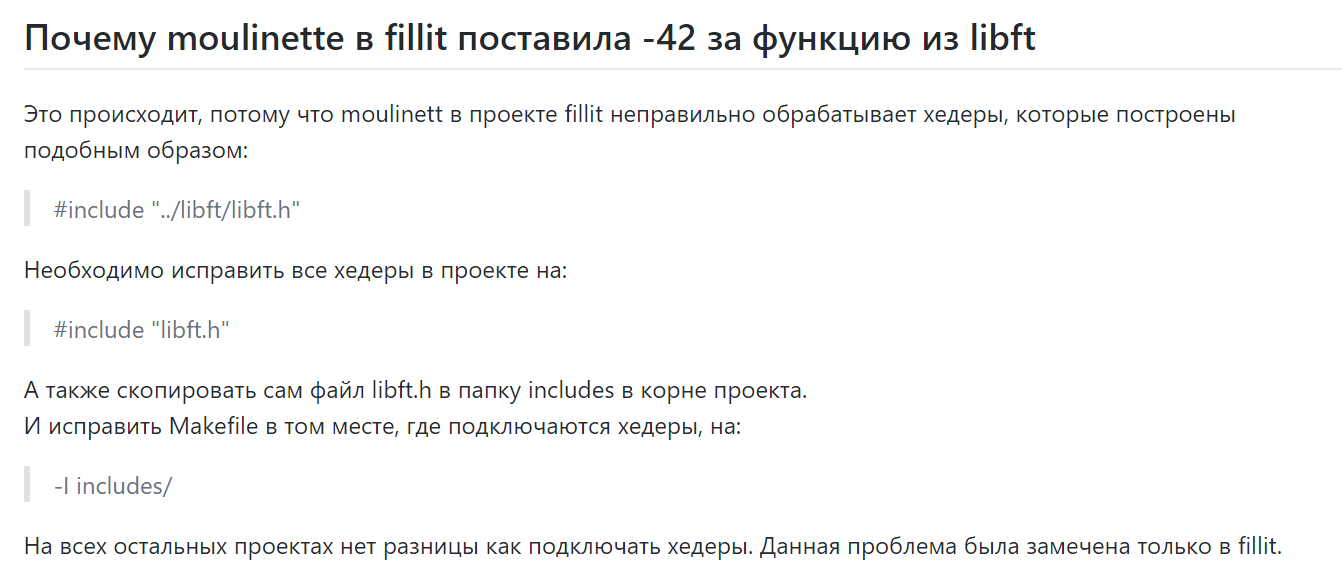 Почему moulinette в fillit поставила -42 за функцию из libft
Это происходит, потому что moulinett в проекте fillit неправильно обрабатывает хедеры, которые построены
подобным образом:
#include "../libft/libft.h"
Необходимо исправить все хедеры в проекте на:
#include "libft.h"
А также скопировать сам файл libft.h в папку includes в корне проекта.
И исправить Makefile в том месте, где подключаются хедеры, на:
-I includes/
На всех остальных проектах нет разницы как подключать хедеры. Данная проблема была замечена только в fillit.